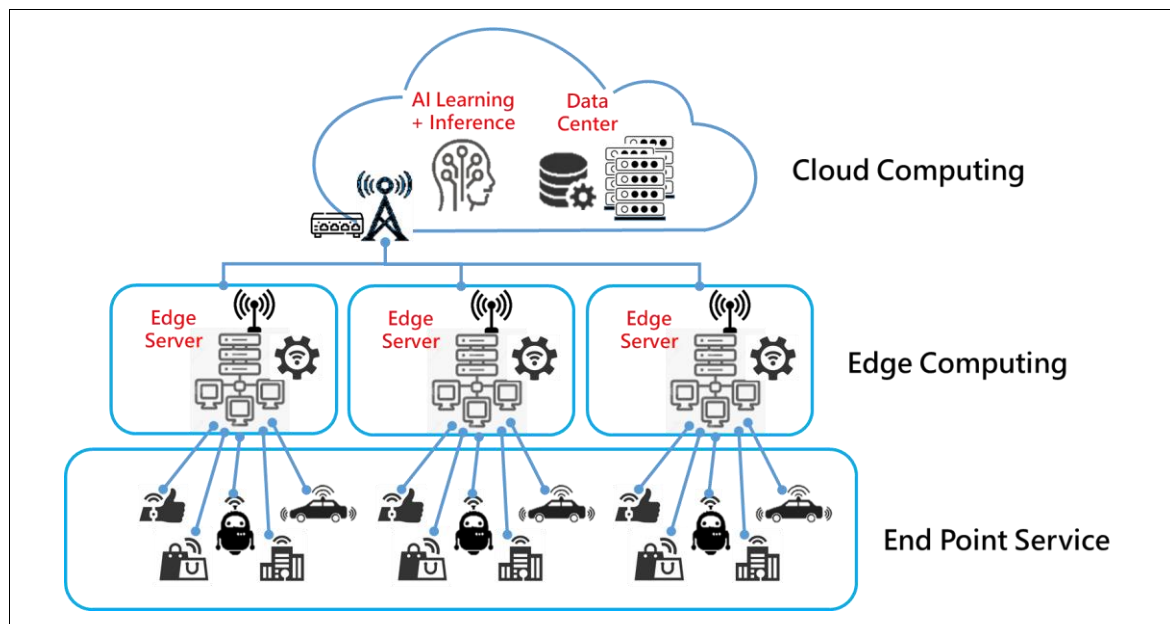 AI Learning
+ Inference
Data
Center
Cloud Computing
Edge
Server
Edge
Server
Edge
Server
Edge Computing
End Point Service